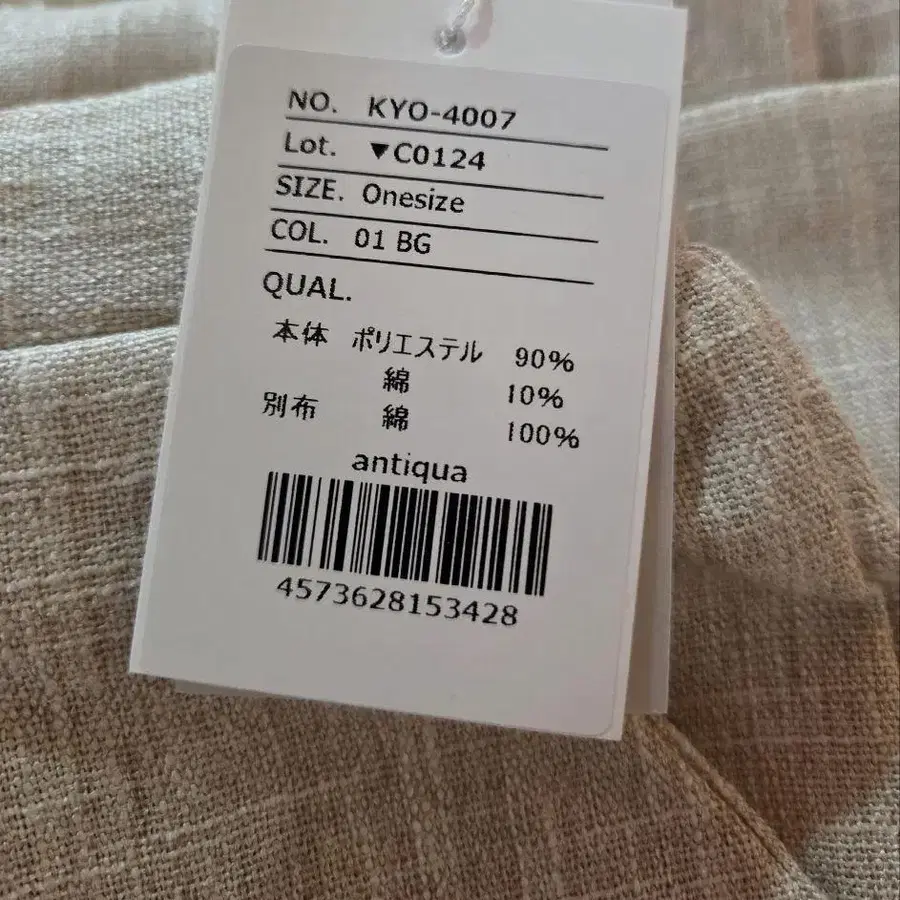 NO. KYO-4007
Lot. ▼C0124
SIZE. Onesize
COL. 01 BG
QUAL.
本体 ポリエステル 90%
綿 10%
別布 綿 100%
antiqua
4573628153428